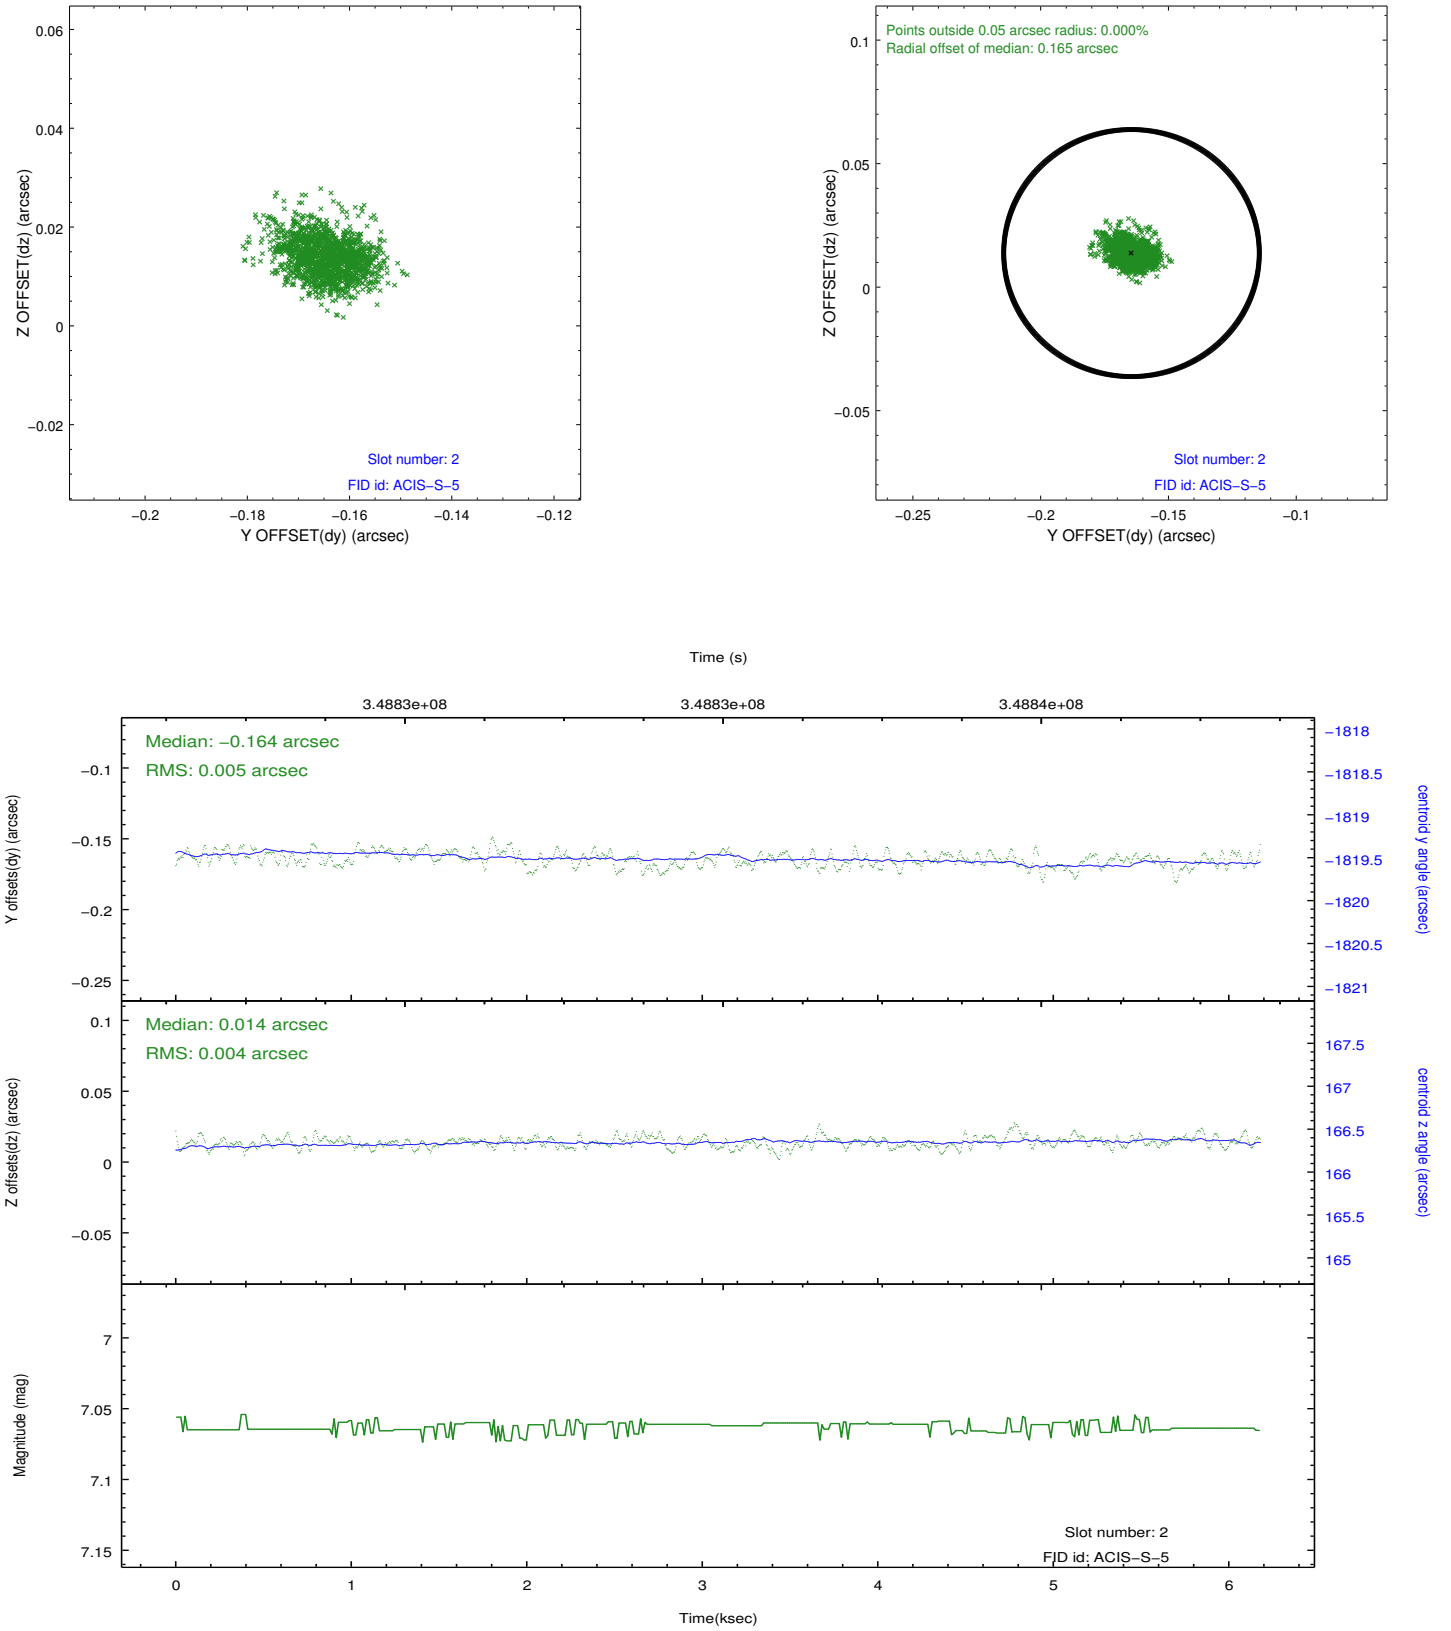 0.06
0.04
0.02
0
−0.02
Z OFFSET(dz) (arcsec)
Slot number: 2
FID id: ACIS−S−5
−0.2
−0.18
−0.16
−0.14
−0.12
Y OFFSET(dy) (arcsec)
Points outside 0.05 arcsec radius: 0.000%
Radial offset of median: 0.165 arcsec
0.1
0.05
0
−0.05
Z OFFSET(dz) (arcsec)
Slot number: 2
FID id: ACIS−S−5
−0.25
−0.2
−0.15
−0.1
Y OFFSET(dy) (arcsec)
Time (s)
3.4883e+08
3.4883e+08
3.4884e+08
Median: −0.164 arcsec
RMS: 0.005 arcsec
−0.1
−0.15
−0.2
−0.25
Y offsets(dy) (arcsec)
−1818
−1818.5
−1819
−1819.5
−1820
−1820.5
−1821
centroid y angle (arcsec)
Median: 0.014 arcsec
RMS: 0.004 arcsec
0.1
0.05
0
−0.05
Z offsets(dz) (arcsec)
167.5
167
166.5
166
165.5
165
centroid z angle (arcsec)
7
7.05
7.1
7.15
Magnitude (mag)
Slot number: 2
FID id: ACIS−S−5
0
1
2
3
4
5
6
Time(ksec)